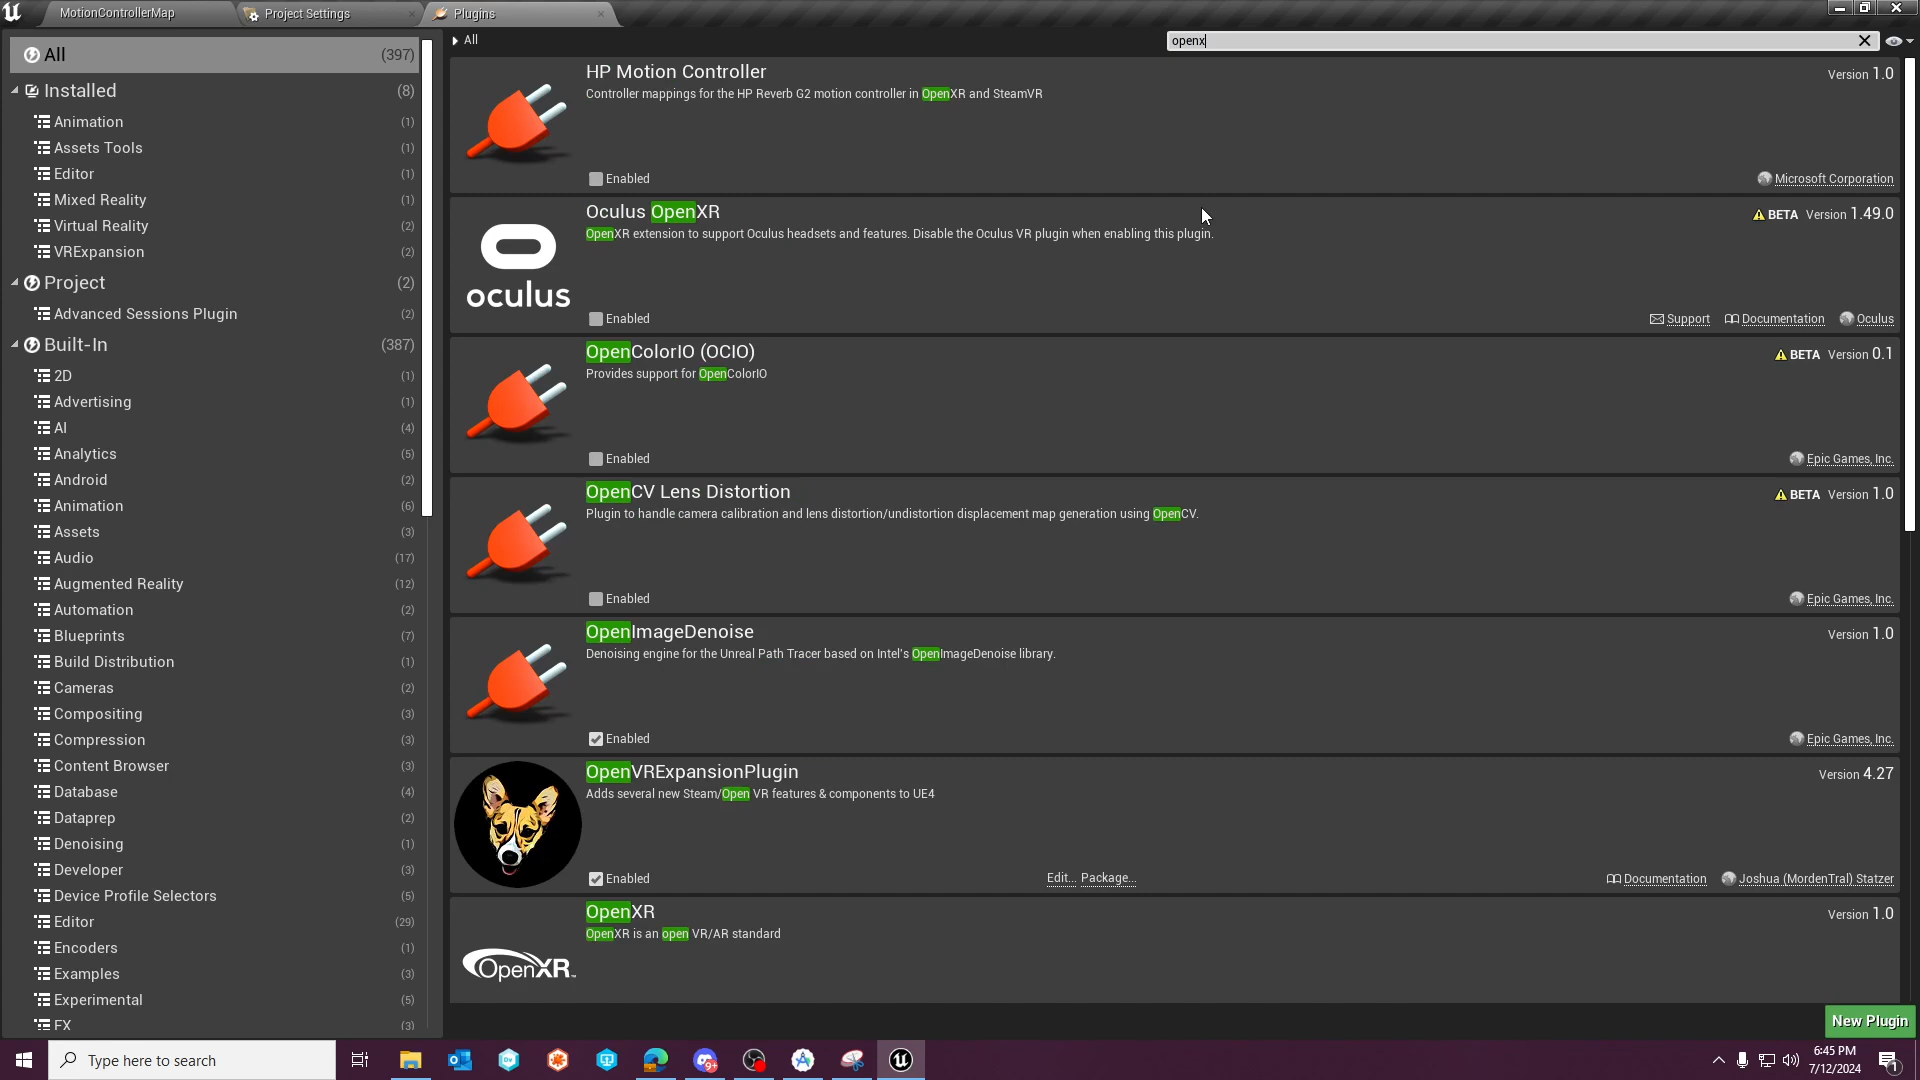 MotionControllerMap
Project Settings
Plugins
All (397)
Installed (8)
Animation (1)
Assets Tools (1)
Editor (1)
Mixed Reality (1)
Virtual Reality (2)
VRExpansion (2)
Project (2)
Advanced Sessions Plugin (2)
Built-In (387)
2D (1)
Advertising (1)
AI (4)
Analytics (5)
Android (2)
Animation (6)
Assets (3)
Audio (17)
Augmented Reality (12)
Automation (2)
Blueprints (7)
Build Distribution (1)
Cameras (2)
Compositing (3)
Compression (3)
Content Browser (3)
Database (4)
Dataprep (2)
Denoising (1)
Developer (3)
Device Profile Selectors (5)
Editor (29)
Encoders (1)
Examples (3)
Experimental (5)
FX (3)
All
openx
HP Motion Controller
Version 1.0
Controller mappings for the HP Reverb G2 motion controller in OpenXR and SteamVR
Enabled
Microsoft Corporation
Oculus OpenXR
BETA Version 1.49.0
OpenXR extension to support Oculus headsets and features. Disable the Oculus VR plugin when enabling this plugin.
oculus
Enabled
Support Documentation Oculus
OpenColorIO (OCIO)
BETA Version 0.1
Provides support for OpenColorIO
Enabled
Epic Games, Inc.
OpenCV Lens Distortion
BETA Version 1.0
Plugin to handle camera calibration and lens distortion/undistortion displacement map generation using OpenCV.
Enabled
Epic Games, Inc.
OpenImageDenoise
Version 1.0
Denoising engine for the Unreal Path Tracer based on Intel's OpenImageDenoise library.
Enabled
Epic Games, Inc.
OpenVRExpansionPlugin
Version 4.27
Adds several new Steam/Open VR features & components to UE4
Enabled
Edit... Package...
Documentation Joshua (MordenTral) Statzer
OpenXR
Version 1.0
OpenXR is an open VR/AR standard
OpenXR™
New Plugin
Type here to search
9+
6:45 PM
7/12/2024
1